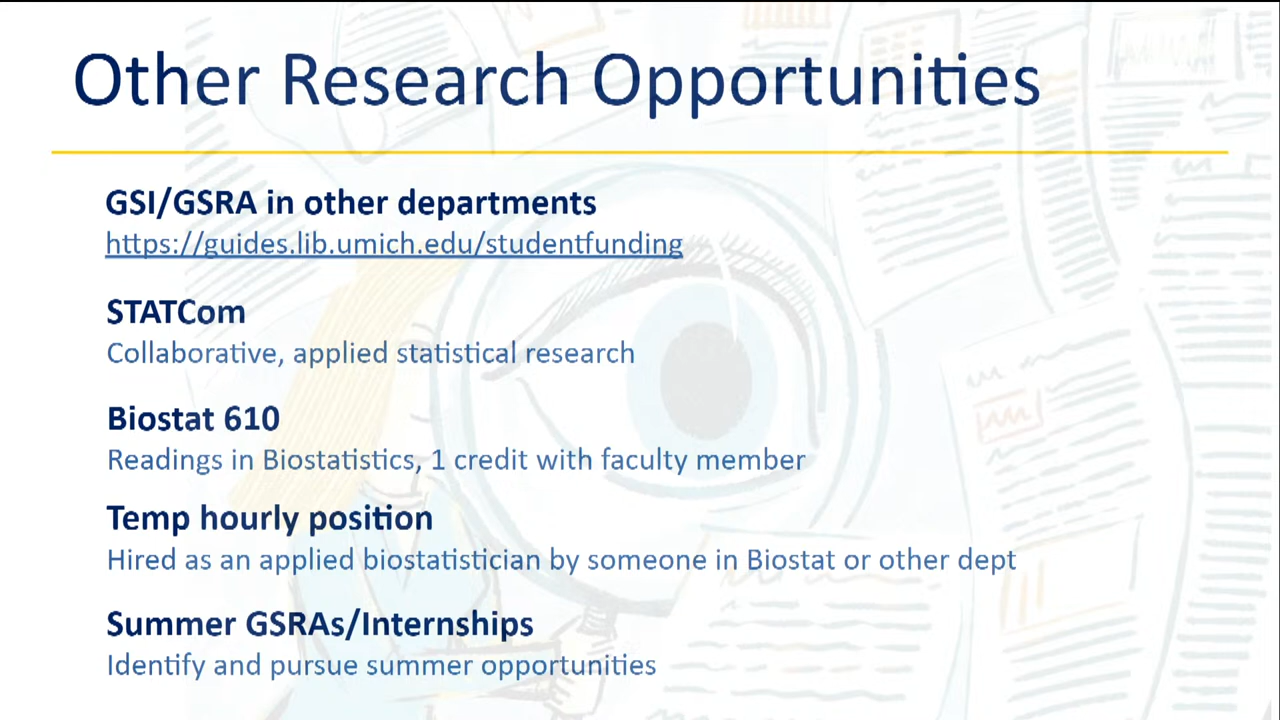 Other Research Opportunities
GSI/GSRA in other departments
https://guides.lib.umich.edu/studentfunding
STATCom
Collaborative, applied statistical research
Biostat 610
Readings in Biostatistics, 1 credit with faculty member
Temp hourly position
Hired as an applied biostatistician by someone in Biostat or other dept
Summer GSRAs/Internships
Identify and pursue summer opportunities